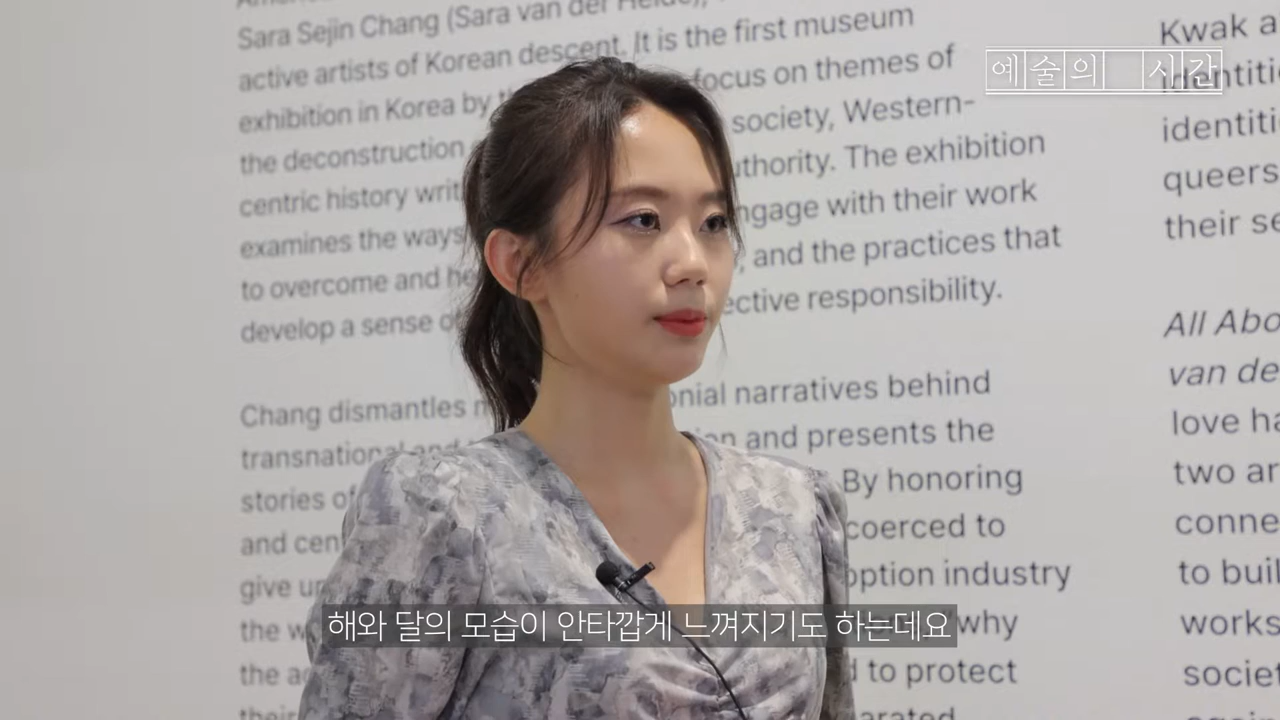 Sara Sejin Chang (Sara van der Heide),
active artists of Korean descent. It is the first museum
exhibition in Korea by focus on themes of
the deconstruction society, Western-
centric history writ uthority. The exhibition
examines the ways ngage with their work
to overcome and he , and the practices that
develop a sense o ective responsibility.
Chang dismantles onial narratives behind
transnational and and presents the
stories of By honoring
and cen coerced to
give up option industry
the w why
the a d to protect
their arated
Kwak a
identiti
identiti
queers
their se
All Abo
van de
love ha
two ar
conne
to buil
works
societ
예술의 시간
해와 달의 모습이 안타깝게 느껴지기도 하는데요